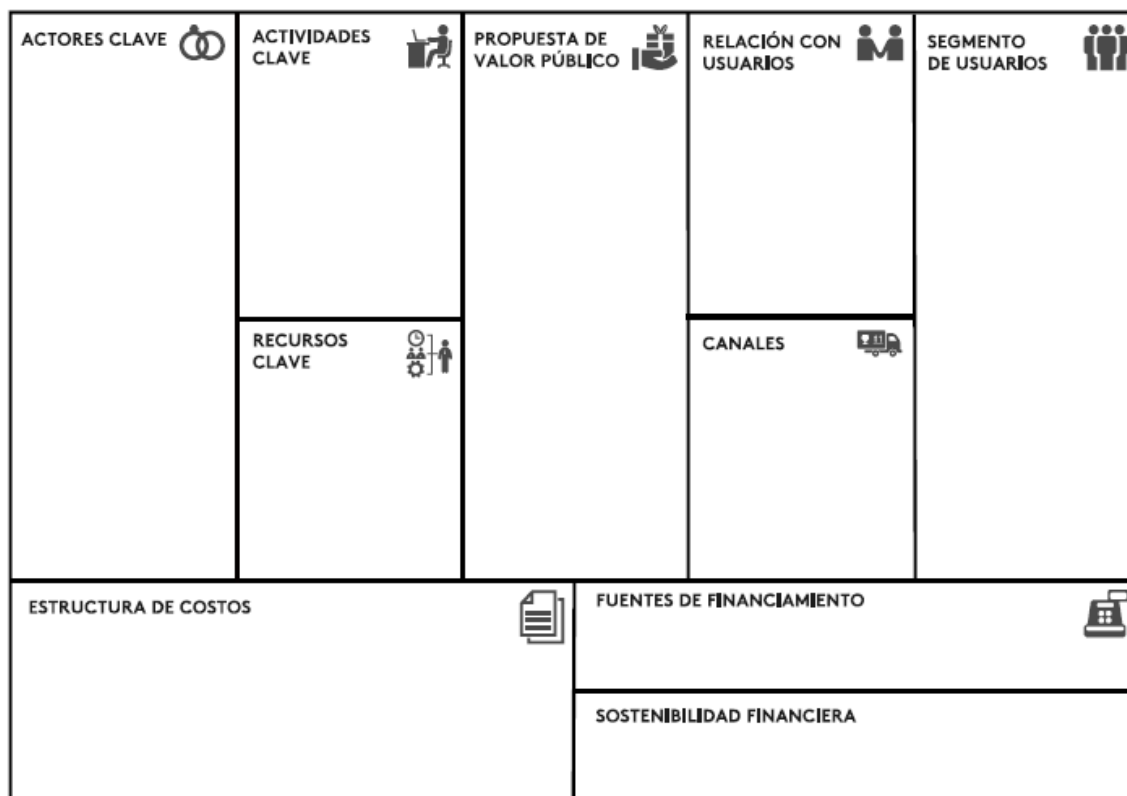 ACTORES CLAVE
ACTIVIDADES
CLAVE
PROPUESTA DE
VALOR PÚBLICO
RELACIÓN CON
USUARIOS
SEGMENTO
DE USUARIOS
RECURSOS
CLAVE
CANALES
ESTRUCTURA DE COSTOS
FUENTES DE FINANCIAMIENTO
SOSTENIBILIDAD FINANCIERA